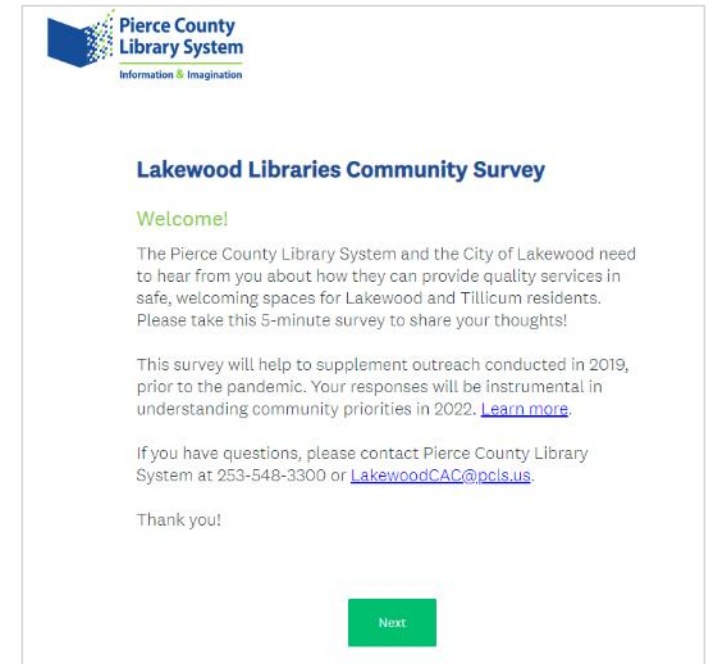 Pierce County
Library System
Information & Imagination
Lakewood Libraries Community Survey
Welcome!
The Pierce County Library System and the City of Lakewood need
to hear from you about how they can provide quality services in
safe, welcoming spaces for Lakewood and Tillicum residents.
Please take this 5-minute survey to share your thoughts!
This survey will help to supplement outreach conducted in 2019,
prior to the pandemic. Your responses will be instrumental in
understanding community priorities in 2022. Learn more.
If you have questions, please contact Pierce County Library
System at 253-548-3300 or LakewoodCAC@pcls.us.
Thank you!
Next